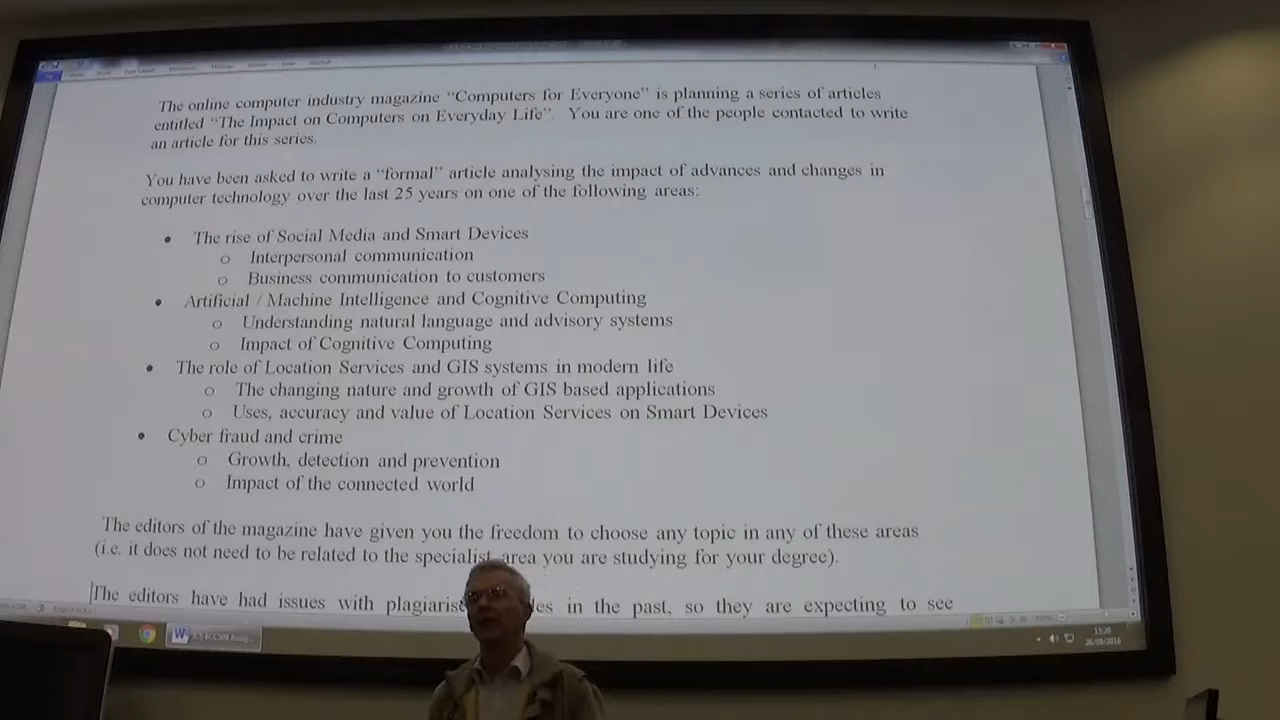 The online computer industry magazine “Computers for Everyone” is planning a series of articles
entitled “The Impact on Computers on Everyday Life”. You are one of the people contacted to write
an article for this series.
You have been asked to write a “formal” article analysing the impact of advances and changes in
computer technology over the last 25 years on one of the following areas:
• The rise of Social Media and Smart Devices
o Interpersonal communication
o Business communication to customers
• Artificial / Machine Intelligence and Cognitive Computing
o Understanding natural language and advisory systems
o Impact of Cognitive Computing
• The role of Location Services and GIS systems in modern life
o The changing nature and growth of GIS based applications
o Uses, accuracy and value of Location Services on Smart Devices
• Cyber fraud and crime
o Growth, detection and prevention
o Impact of the connected world
The editors of the magazine have given you the freedom to choose any topic in any of these areas
(i.e. it does not need to be related to the specialist area you are studying for your degree).
The editors have had issues with in the past, so they are expecting to see